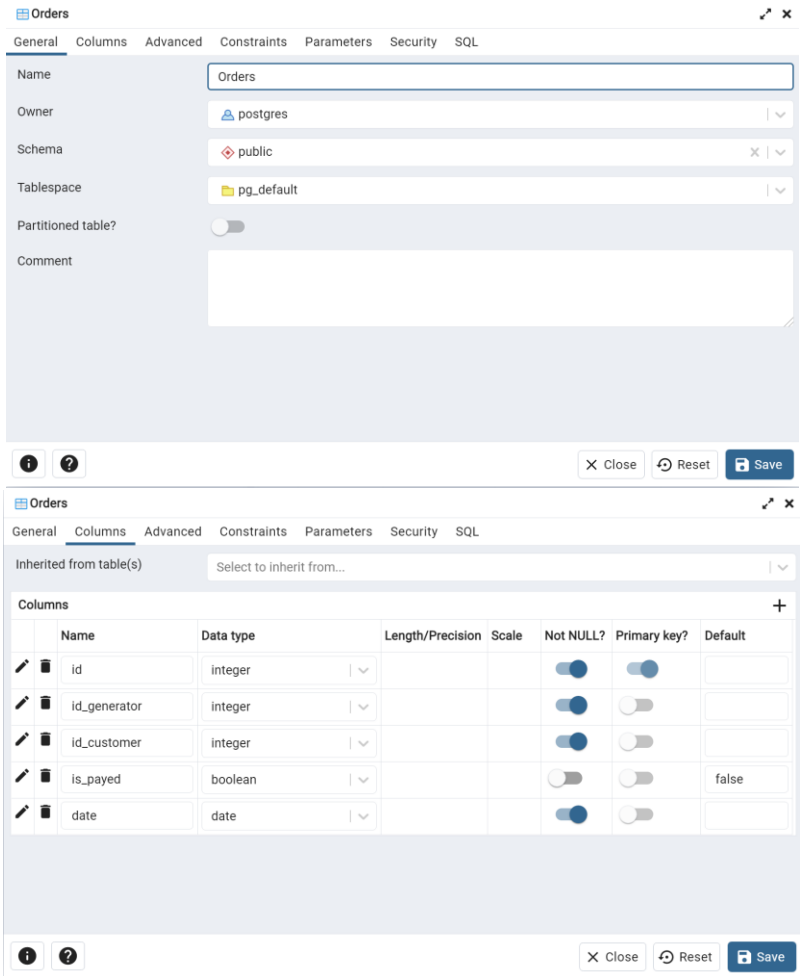 Orders
General Columns Advanced Constraints Parameters Security SQL
Name Orders
Owner postgres
Schema public
Tablespace pg_default
Partitioned table?
Comment
Close Reset Save
Orders
General Columns Advanced Constraints Parameters Security SQL
Inherited from table(s) Select to inherit from...
Columns
Name Data type Length/Precision Scale Not NULL? Primary key? Default
id integer
id_generator integer
id_customer integer
is_payed boolean false
date date
Close Reset Save